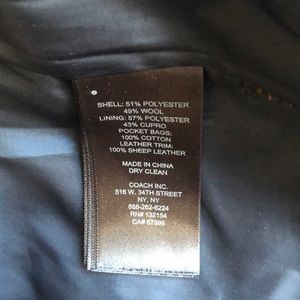 SHELL: 51% POLYESTER
49% WOOL
LINING: 57% POLYESTER
43% CUPRO
POCKET BAGS:
100% COTTON
LEATHER TRIM:
100% SHEEP LEATHER
MADE IN CHINA
DRY CLEAN
COACH INC.
516 W. 34TH STREET
NY, NY
888-262-6224
RN# 132154
CA# 57895